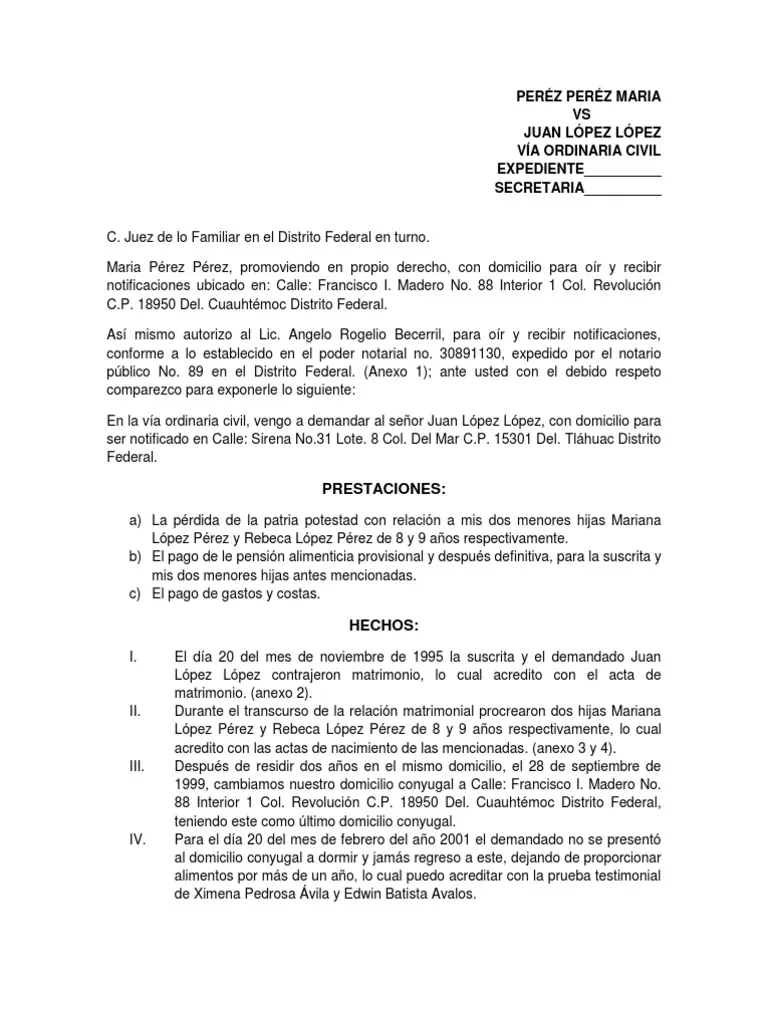 PERÉZ PERÉZ MARIA
VS
JUAN LÓPEZ LÓPEZ
VÍA ORDINARIA CIVIL
EXPEDIENTE__________
SECRETARIA__________
C. Juez de lo Familiar en el Distrito Federal en turno.
Maria Pérez Pérez, promoviendo en propio derecho, con domicilio para oír y recibir
notificaciones ubicado en: Calle: Francisco I. Madero No. 88 Interior 1 Col. Revolución
C.P. 18950 Del. Cuauhtémoc Distrito Federal.
Así mismo autorizo al Lic. Angelo Rogelio Becerril, para oír y recibir notificaciones,
conforme a lo establecido en el poder notarial no. 30891130, expedido por el notario
público No. 89 en el Distrito Federal. (Anexo 1); ante usted con el debido respeto
comparezco para exponerle lo siguiente:
En la vía ordinaria civil, vengo a demandar al señor Juan López López, con domicilio para
ser notificado en Calle: Sirena No.31 Lote. 8 Col. Del Mar C.P. 15301 Del. Tláhuac Distrito
Federal.
PRESTACIONES:
a) La pérdida de la patria potestad con relación a mis dos menores hijas Mariana
López Pérez y Rebeca López Pérez de 8 y 9 años respectivamente.
b) El pago de le pensión alimenticia provisional y después definitiva, para la suscrita y
mis dos menores hijas antes mencionadas.
c) El pago de gastos y costas.
HECHOS:
I. El día 20 del mes de noviembre de 1995 la suscrita y el demandado Juan
López López contrajeron matrimonio, lo cual acredito con el acta de
matrimonio. (anexo 2).
II. Durante el transcurso de la relación matrimonial procrearon dos hijas Mariana
López Pérez y Rebeca López Pérez de 8 y 9 años respectivamente, lo cual
acredito con las actas de nacimiento de las mencionadas. (anexo 3 y 4).
III. Después de residir dos años en el mismo domicilio, el 28 de septiembre de
1999, cambiamos nuestro domicilio conyugal a Calle: Francisco I. Madero No.
88 Interior 1 Col. Revolución C.P. 18950 Del. Cuauhtémoc Distrito Federal,
teniendo este como último domicilio conyugal.
IV. Para el día 20 del mes de febrero del año 2001 el demandado no se presentó
al domicilio conyugal a dormir y jamás regreso a este, dejando de proporcionar
alimentos por más de un año, lo cual puedo acreditar con la prueba testimonial
de Ximena Pedrosa Ávila y Edwin Batista Avalos.